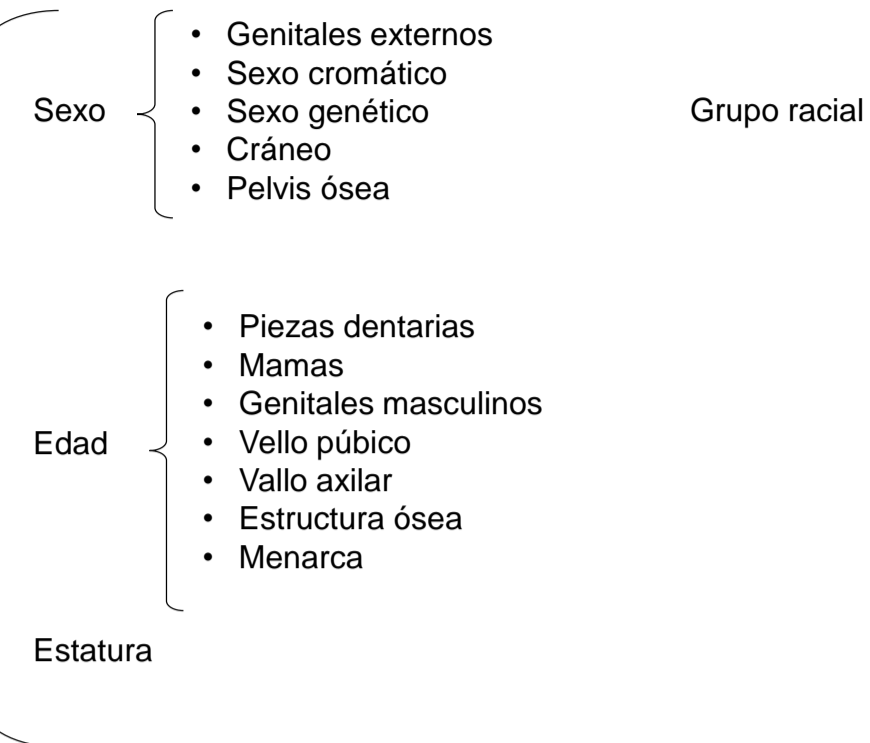 • Genitales externos
• Sexo cromático
Sexo • Sexo genético Grupo racial
• Cráneo
• Pelvis ósea
• Piezas dentarias
• Mamas
• Genitales masculinos
Edad • Vello púbico
• Vallo axilar
• Estructura ósea
• Menarca
Estatura